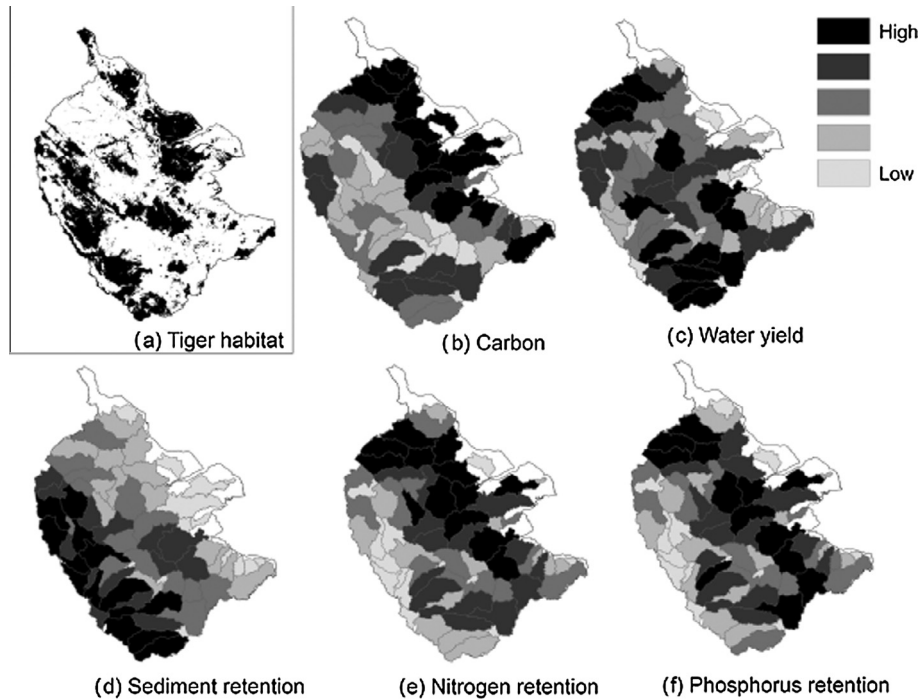 High
Low
(a) Tiger habitat
(b) Carbon
(c) Water yield
(d) Sediment retention
(e) Nitrogen retention
(f) Phosphorus retention